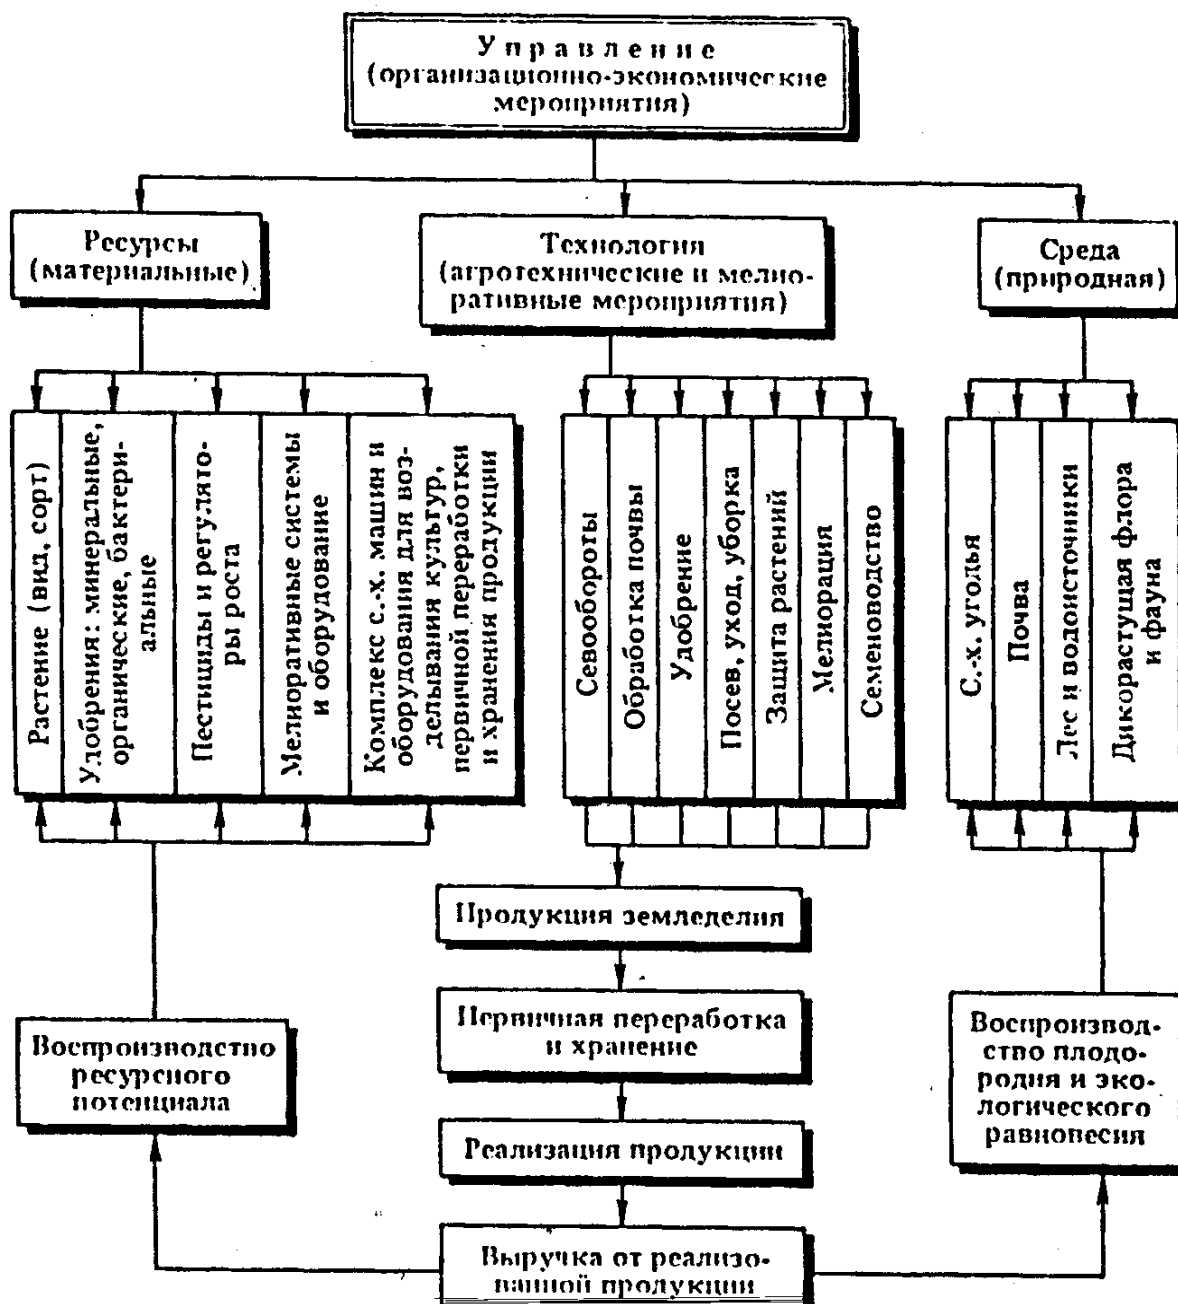 Управление
(организационно-экономические
мероприятия)
Ресурсы
(материальные)
Технология
(агротехнические и мелио-
ративные мероприятия)
Среда
(природная)
Растение (вид, сорт)
Удобрения: минеральные,
органические, бактери-
альные
Пестициды и регулято-
ры роста
Мелиоративные системы
и оборудование
Комплекс с.-х. машин и
оборудования для воз-
делывания культур,
первичной переработки
и хранения продукции
Севообороты
Обработка почвы
Удобрение
Посев, уход, уборка
Защита растений
Мелиорация
Семеноводство
С.-х. угодья
Почва
Лес и водоисточники
Дикорастущая флора
и фауна
Продукция земледелия
Первичная переработка
и хранение
Реализация продукции
Выручка от реализо-
ванной продукции
Воспроизводство
ресурсного
потенциала
Воспроизвод-
ство плодо-
родия и эко-
логического
равновесия